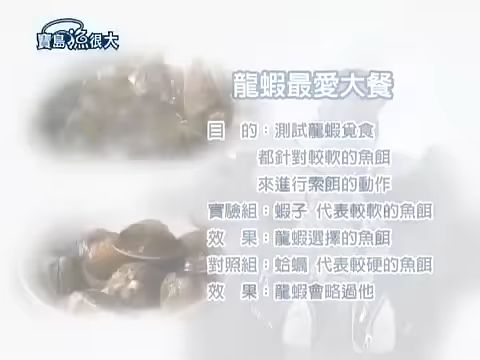 寶島漁很大
龍蝦最愛大餐
目　的：測試龍蝦覓食
都針對較軟的魚餌
來進行索餌的動作
實驗組：蝦子 代表較軟的魚餌
效　果：龍蝦選擇的魚餌
對照組：蛤蠣 代表較硬的魚餌
效　果：龍蝦會略過他